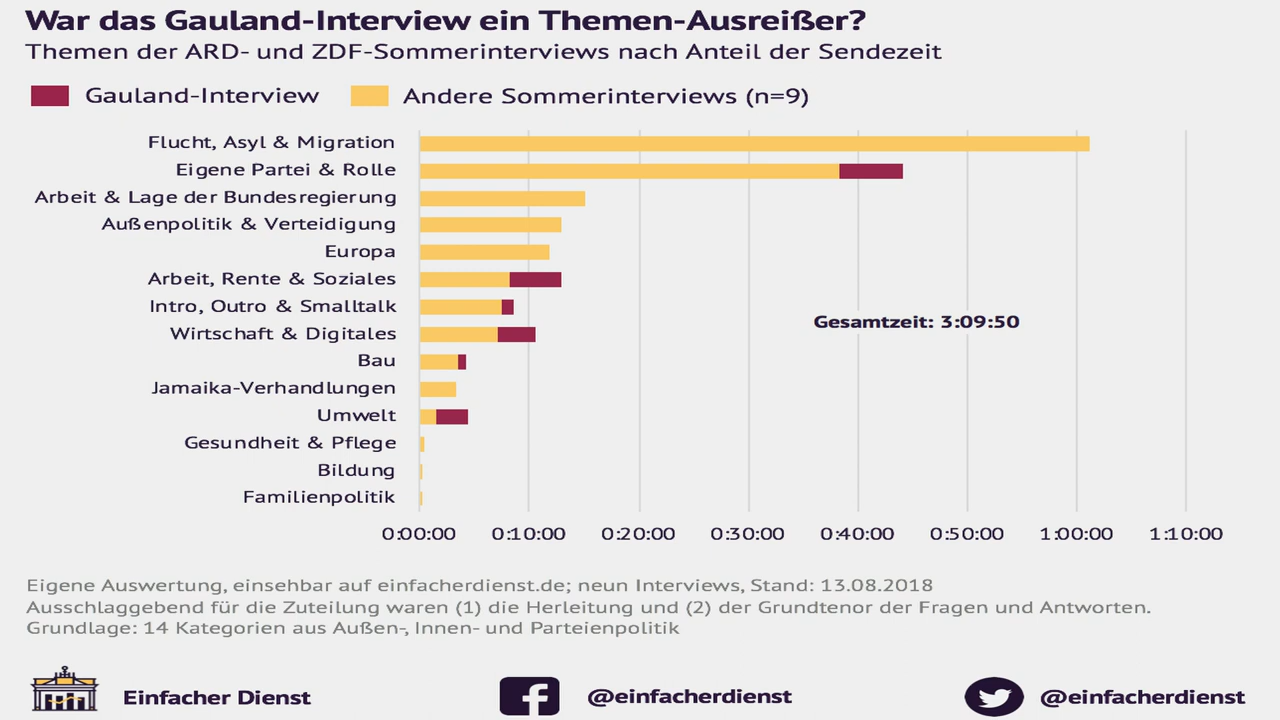 War das Gauland-Interview ein Themen-Ausreißer?
Themen der ARD- und ZDF-Sommerinterviews nach Anteil der Sendezeit
Gauland-Interview
Andere Sommerinterviews (n=9)
Flucht, Asyl & Migration
Eigene Partei & Rolle
Arbeit & Lage der Bundesregierung
Außenpolitik & Verteidigung
Europa
Arbeit, Rente & Soziales
Intro, Outro & Smalltalk
Wirtschaft & Digitales
Bau
Jamaika-Verhandlungen
Umwelt
Gesundheit & Pflege
Bildung
Familienpolitik
Gesamtzeit: 3:09:50
0:00:00 0:10:00 0:20:00 0:30:00 0:40:00 0:50:00 1:00:00 1:10:00
Eigene Auswertung, einsehbar auf einfacherdienst.de; neun Interviews, Stand: 13.08.2018
Ausschlaggebend für die Zuteilung waren (1) die Herleitung und (2) der Grundtenor der Fragen und Antworten.
Grundlage: 14 Kategorien aus Außen-, Innen- und Parteienpolitik
Einfacher Dienst
@einfacherdienst
@einfacherdienst